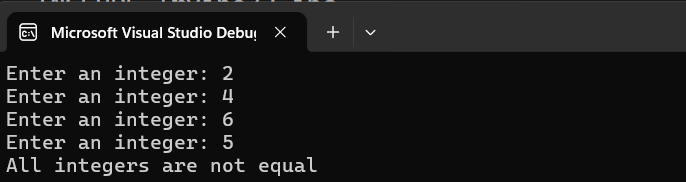 Microsoft Visual Studio Debug
Enter an integer: 2
Enter an integer: 4
Enter an integer: 6
Enter an integer: 5
All integers are not equal